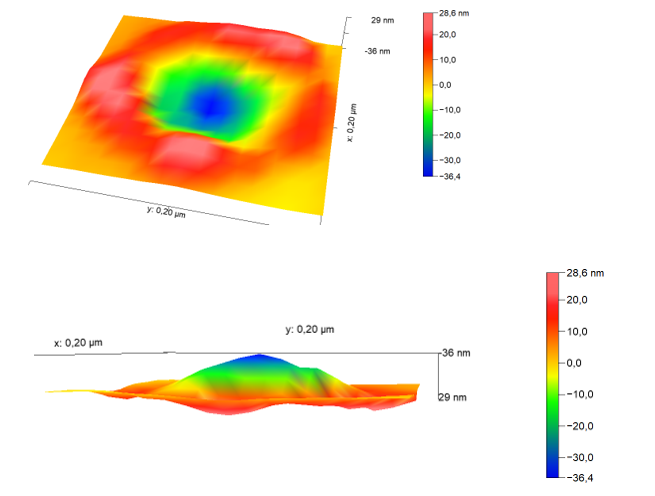 29 nm
-36 nm
x: 0,20 µm
y: 0,20 µm
28,6 nm
20,0
10,0
0,0
−10,0
−20,0
−30,0
−36,4
x: 0,20 µm
y: 0,20 µm
-36 nm
29 nm
28,6 nm
20,0
10,0
0,0
−10,0
−20,0
−30,0
−36,4